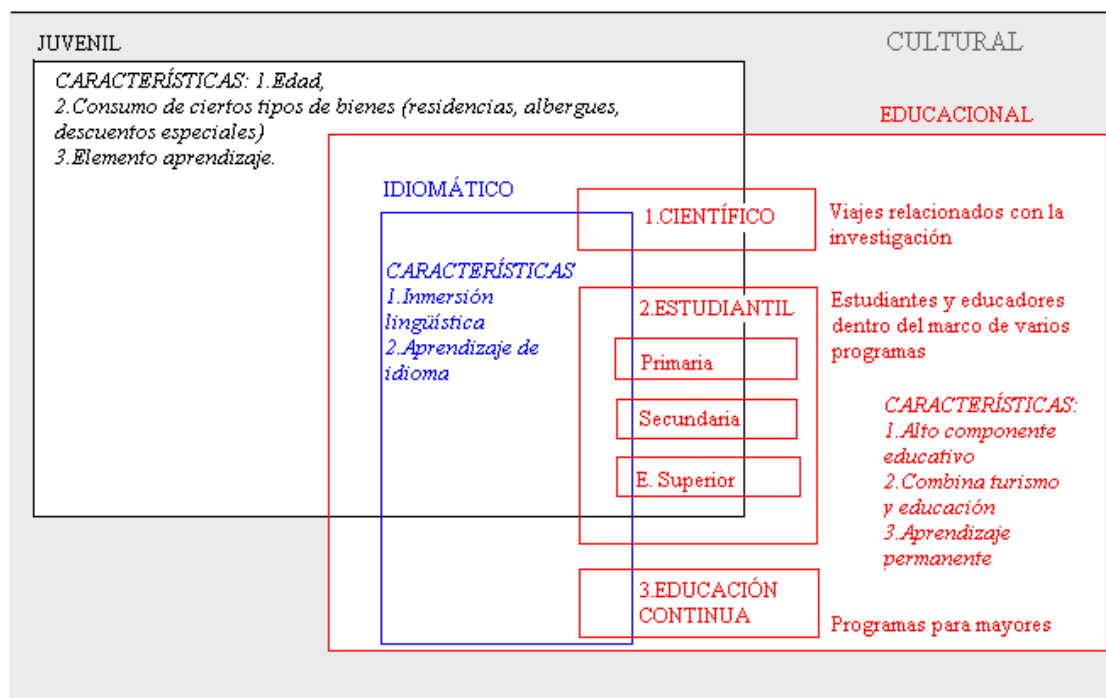 JUVENIL
CULTURAL
CARACTERÍSTICAS: 1.Edad,
2.Consumo de ciertos tipos de bienes (residencias, albergues,
descuentos especiales)
3.Elemento aprendizaje.
EDUCACIONAL
IDIOMÁTICO
CARACTERÍSTICAS
1.Inmersión
lingüística
2.Aprendizaje de
idioma
1.CIENTÍFICO
Viajes relacionados con la
investigación
2.ESTUDIANTIL
Primaria
Secundaria
E. Superior
Estudiantes y educadores
dentro del marco de varios
programas
CARACTERÍSTICAS:
1.Alto componente
educativo
2.Combina turismo
y educación
3.Aprendizaje
permanente
3.EDUCACIÓN
CONTINUA
Programas para mayores